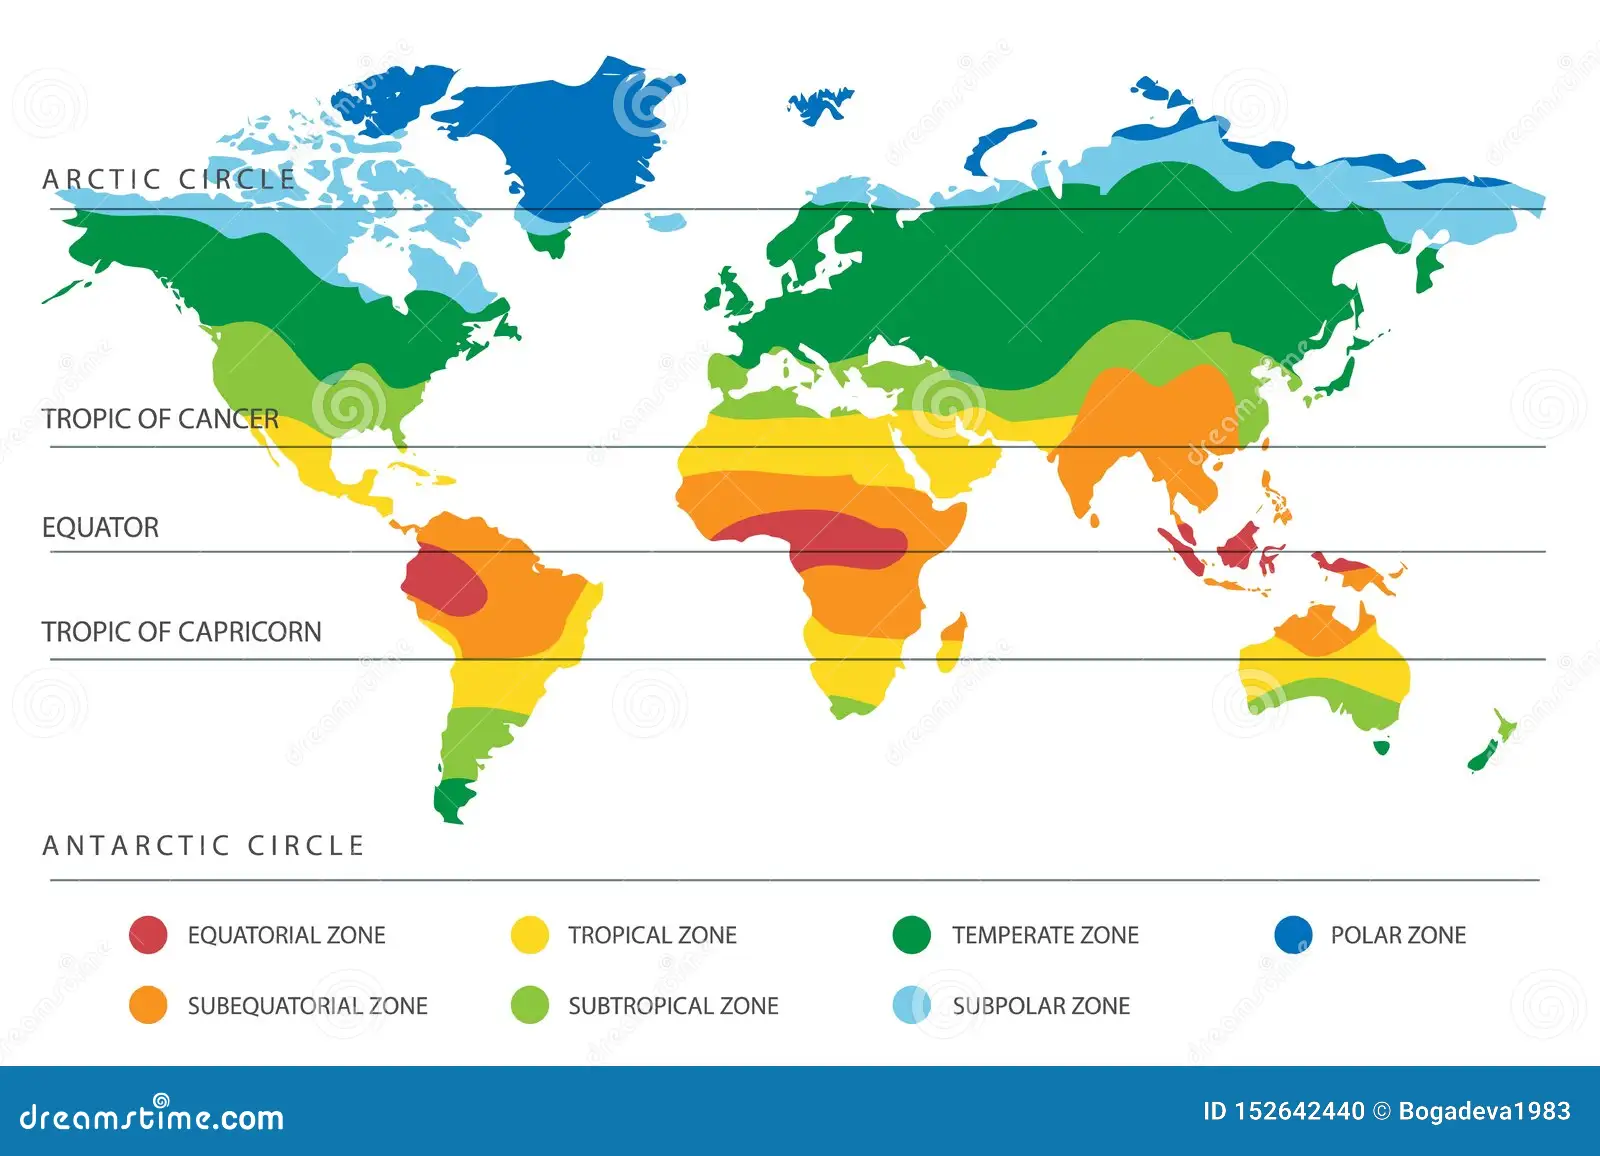 ARCTIC CIRCLE
TROPIC OF CANCER
EQUATOR
TROPIC OF CAPRICORN
ANTARCTIC CIRCLE
EQUATORIAL ZONE
TROPICAL ZONE
TEMPERATE ZONE
POLAR ZONE
SUBEQUATORIAL ZONE
SUBTROPICAL ZONE
SUBPOLAR ZONE
dreamstime.com
ID 152642440 © Bogadeva1983